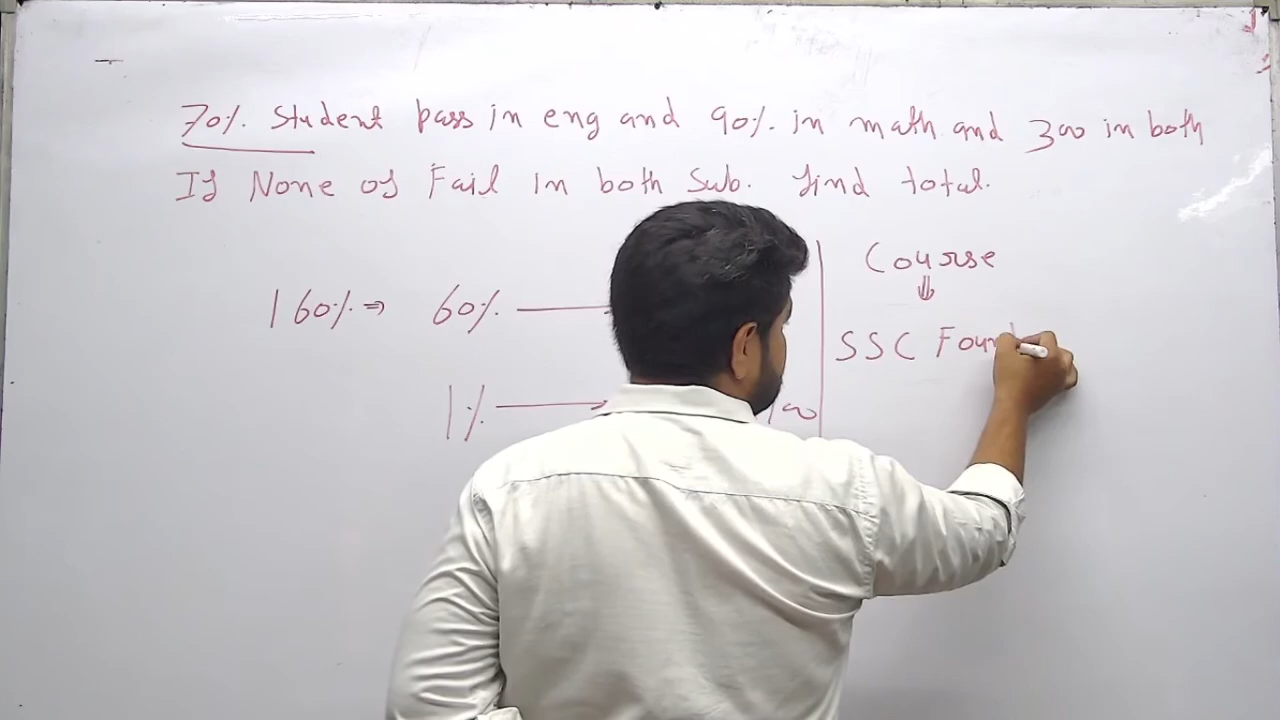 70%. Student pass in eng and 90%. in math and 300 in both
If None of Fail in both Sub. find total.
160% ⇒ 60% →
1% →
Course
⇓
SSC